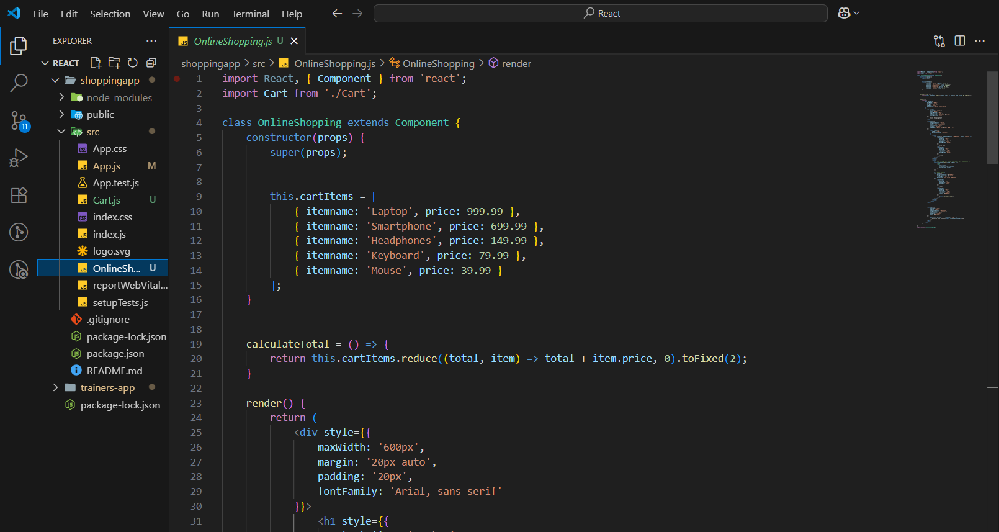 File Edit Selection View Go Run Terminal Help
React
EXPLORER
REACT
shoppingapp
node_modules
public
src
App.css
App.js M
App.test.js
Cart.js U
index.css
index.js
logo.svg
OnlineSh... U
reportWebVital...
setupTests.js
.gitignore
package-lock.json
package.json
README.md
trainers-app
package-lock.json
11
OnlineShopping.js U
shoppingapp > src > OnlineShopping.js > OnlineShopping > render
1 import React, { Component } from 'react';
2 import Cart from './Cart';
3
4 class OnlineShopping extends Component {
5 constructor(props) {
6 super(props);
7
8
9 this.cartItems = [
10 { itemname: 'Laptop', price: 999.99 },
11 { itemname: 'Smartphone', price: 699.99 },
12 { itemname: 'Headphones', price: 149.99 },
13 { itemname: 'Keyboard', price: 79.99 },
14 { itemname: 'Mouse', price: 39.99 }
15 ];
16 }
17
18
19 calculateTotal = () => {
20 return this.cartItems.reduce((total, item) => total + item.price, 0).toFixed(2);
21 }
22
23 render() {
24 return (
25 <div style={{
26 maxWidth: '600px',
27 margin: '20px auto',
28 padding: '20px',
29 fontFamily: 'Arial, sans-serif'
30 }}>
31 <h1 style={{